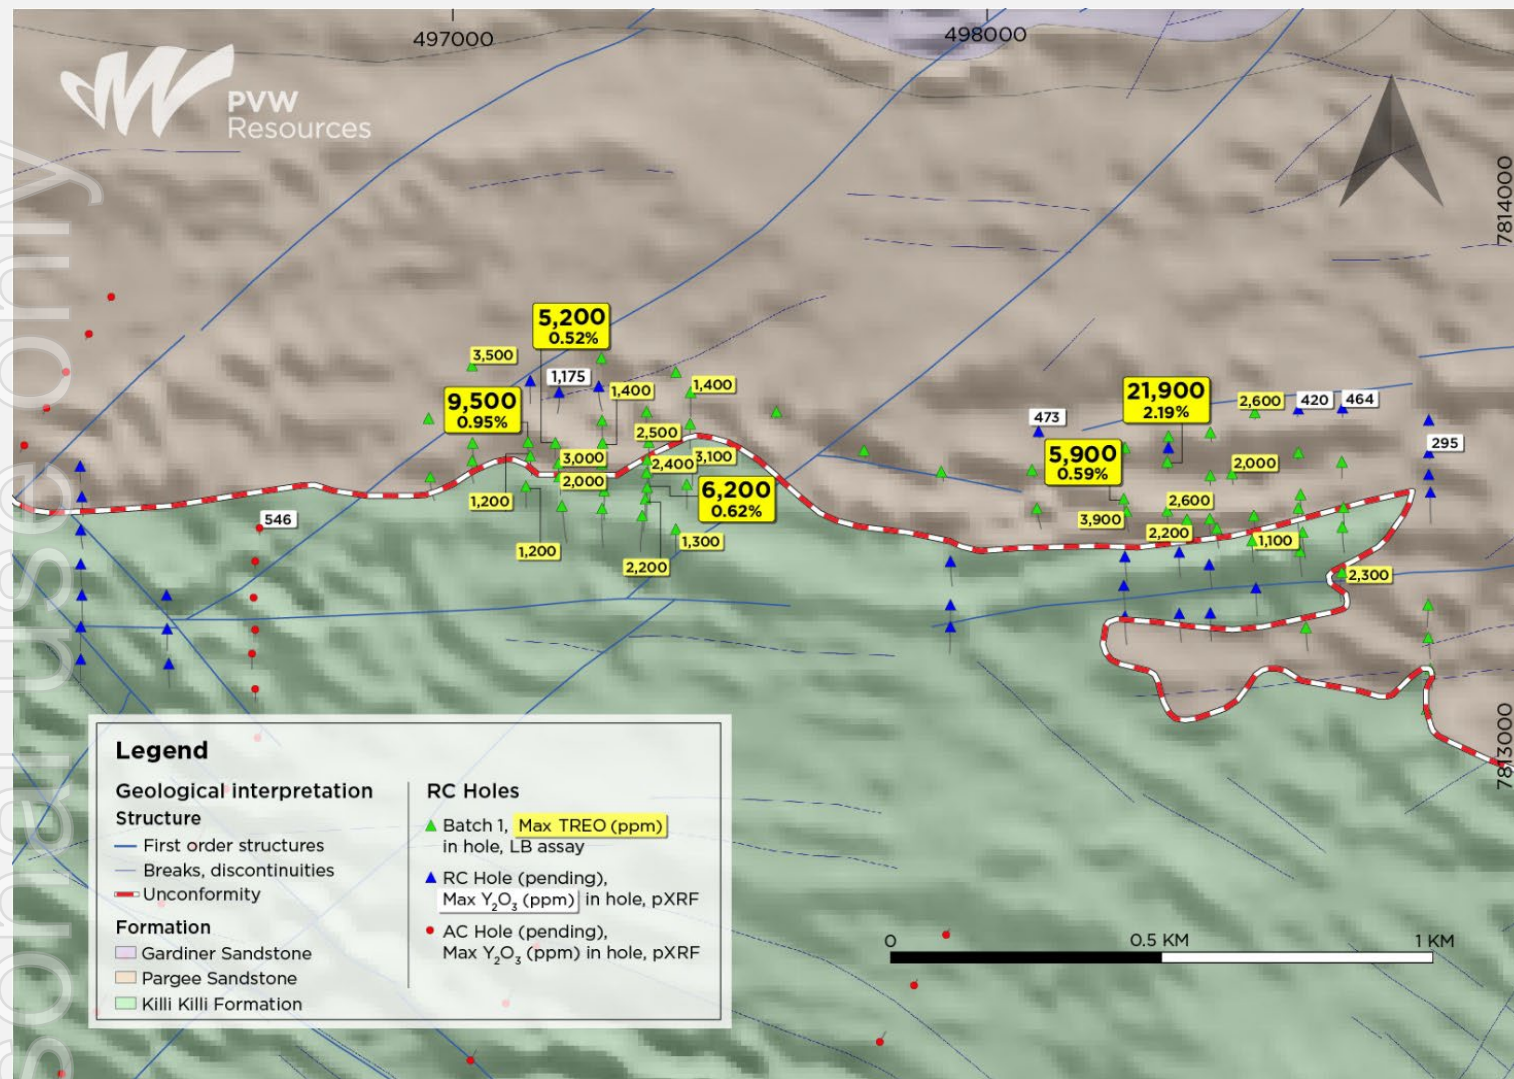 497000
498000
PVW
Resources
7814000
5,200
0.52%
3,500
1,175
9,500
0.95%
1,400
1,400
2,500
3,000
2,400
3,100
2,000
1,200
6,200
0.62%
1,200
2,200
1,300
546
473
21,900
2.19%
2,600
420
464
5,900
0.59%
295
2,000
2,600
3,900
2,200
1,100
2,300
7813000
sonal use only
Legend
Geological interpretation
Structure
First order structures
Breaks, discontinuities
Unconformity
Formation
Gardiner Sandstone
Pargee Sandstone
Killi Killi Formation
RC Holes
Batch 1, Max TREO (ppm)
in hole, LB assay
RC Hole (pending),
Max Y₂O₃ (ppm) in hole, pXRF
AC Hole (pending),
Max Y₂O₃ (ppm) in hole, pXRF
0
0.5 KM
1 KM